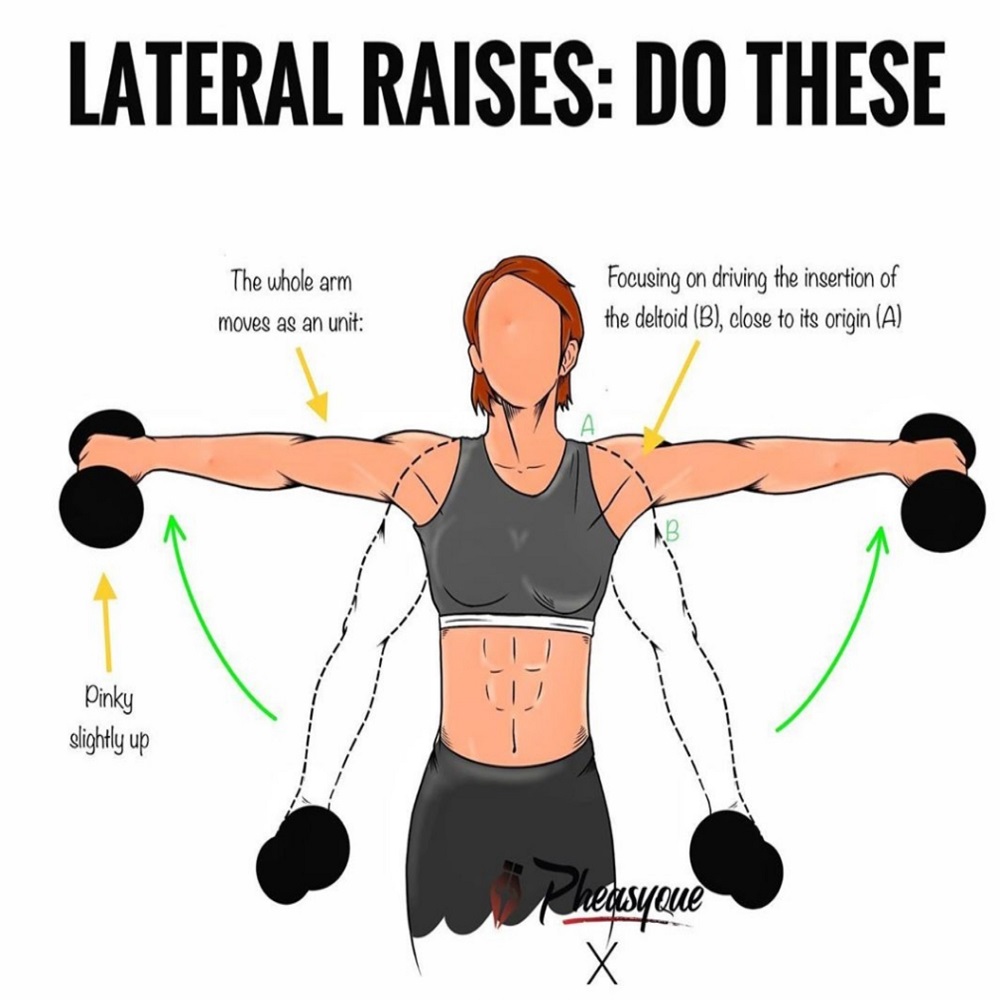 LATERAL RAISES: DO THESE
The whole arm
moves as an unit:
Focusing on driving the insertion of
the deltoid (B), close to its origin (A)
A
B
Pinky
slightly up
Pheasyque
X